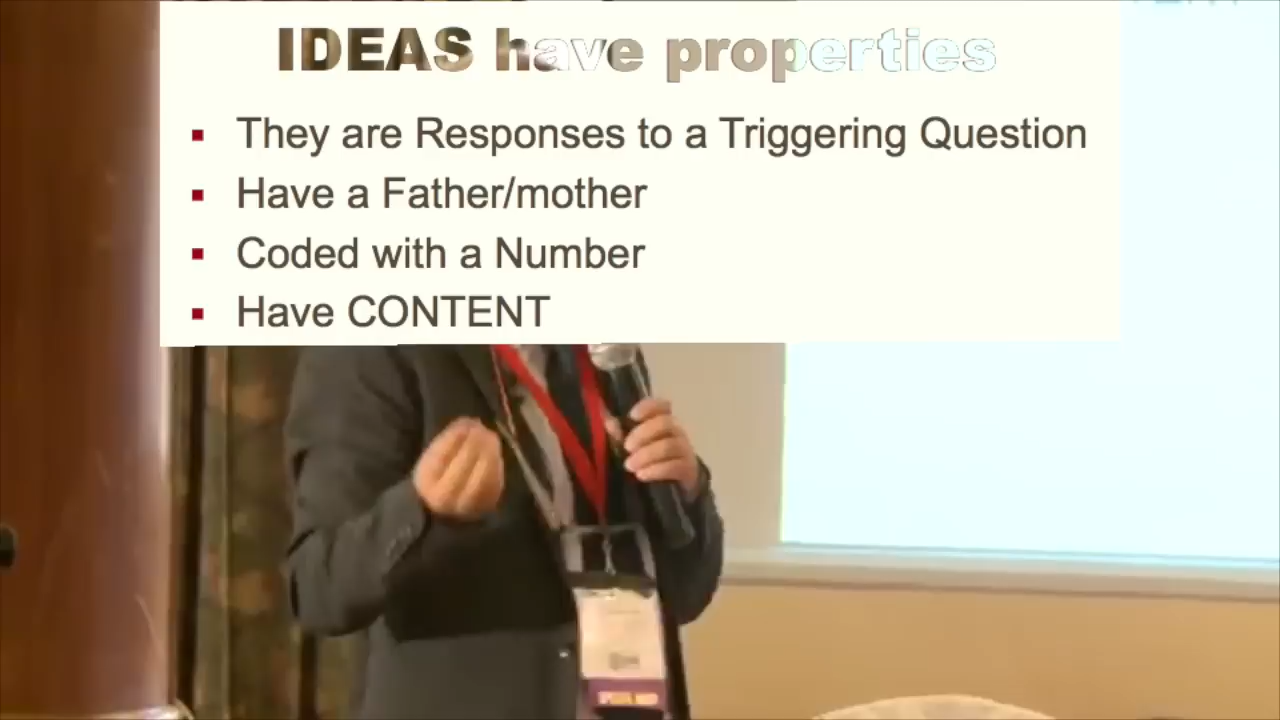 IDEAS have properties
They are Responses to a Triggering Question
Have a Father/mother
Coded with a Number
Have CONTENT